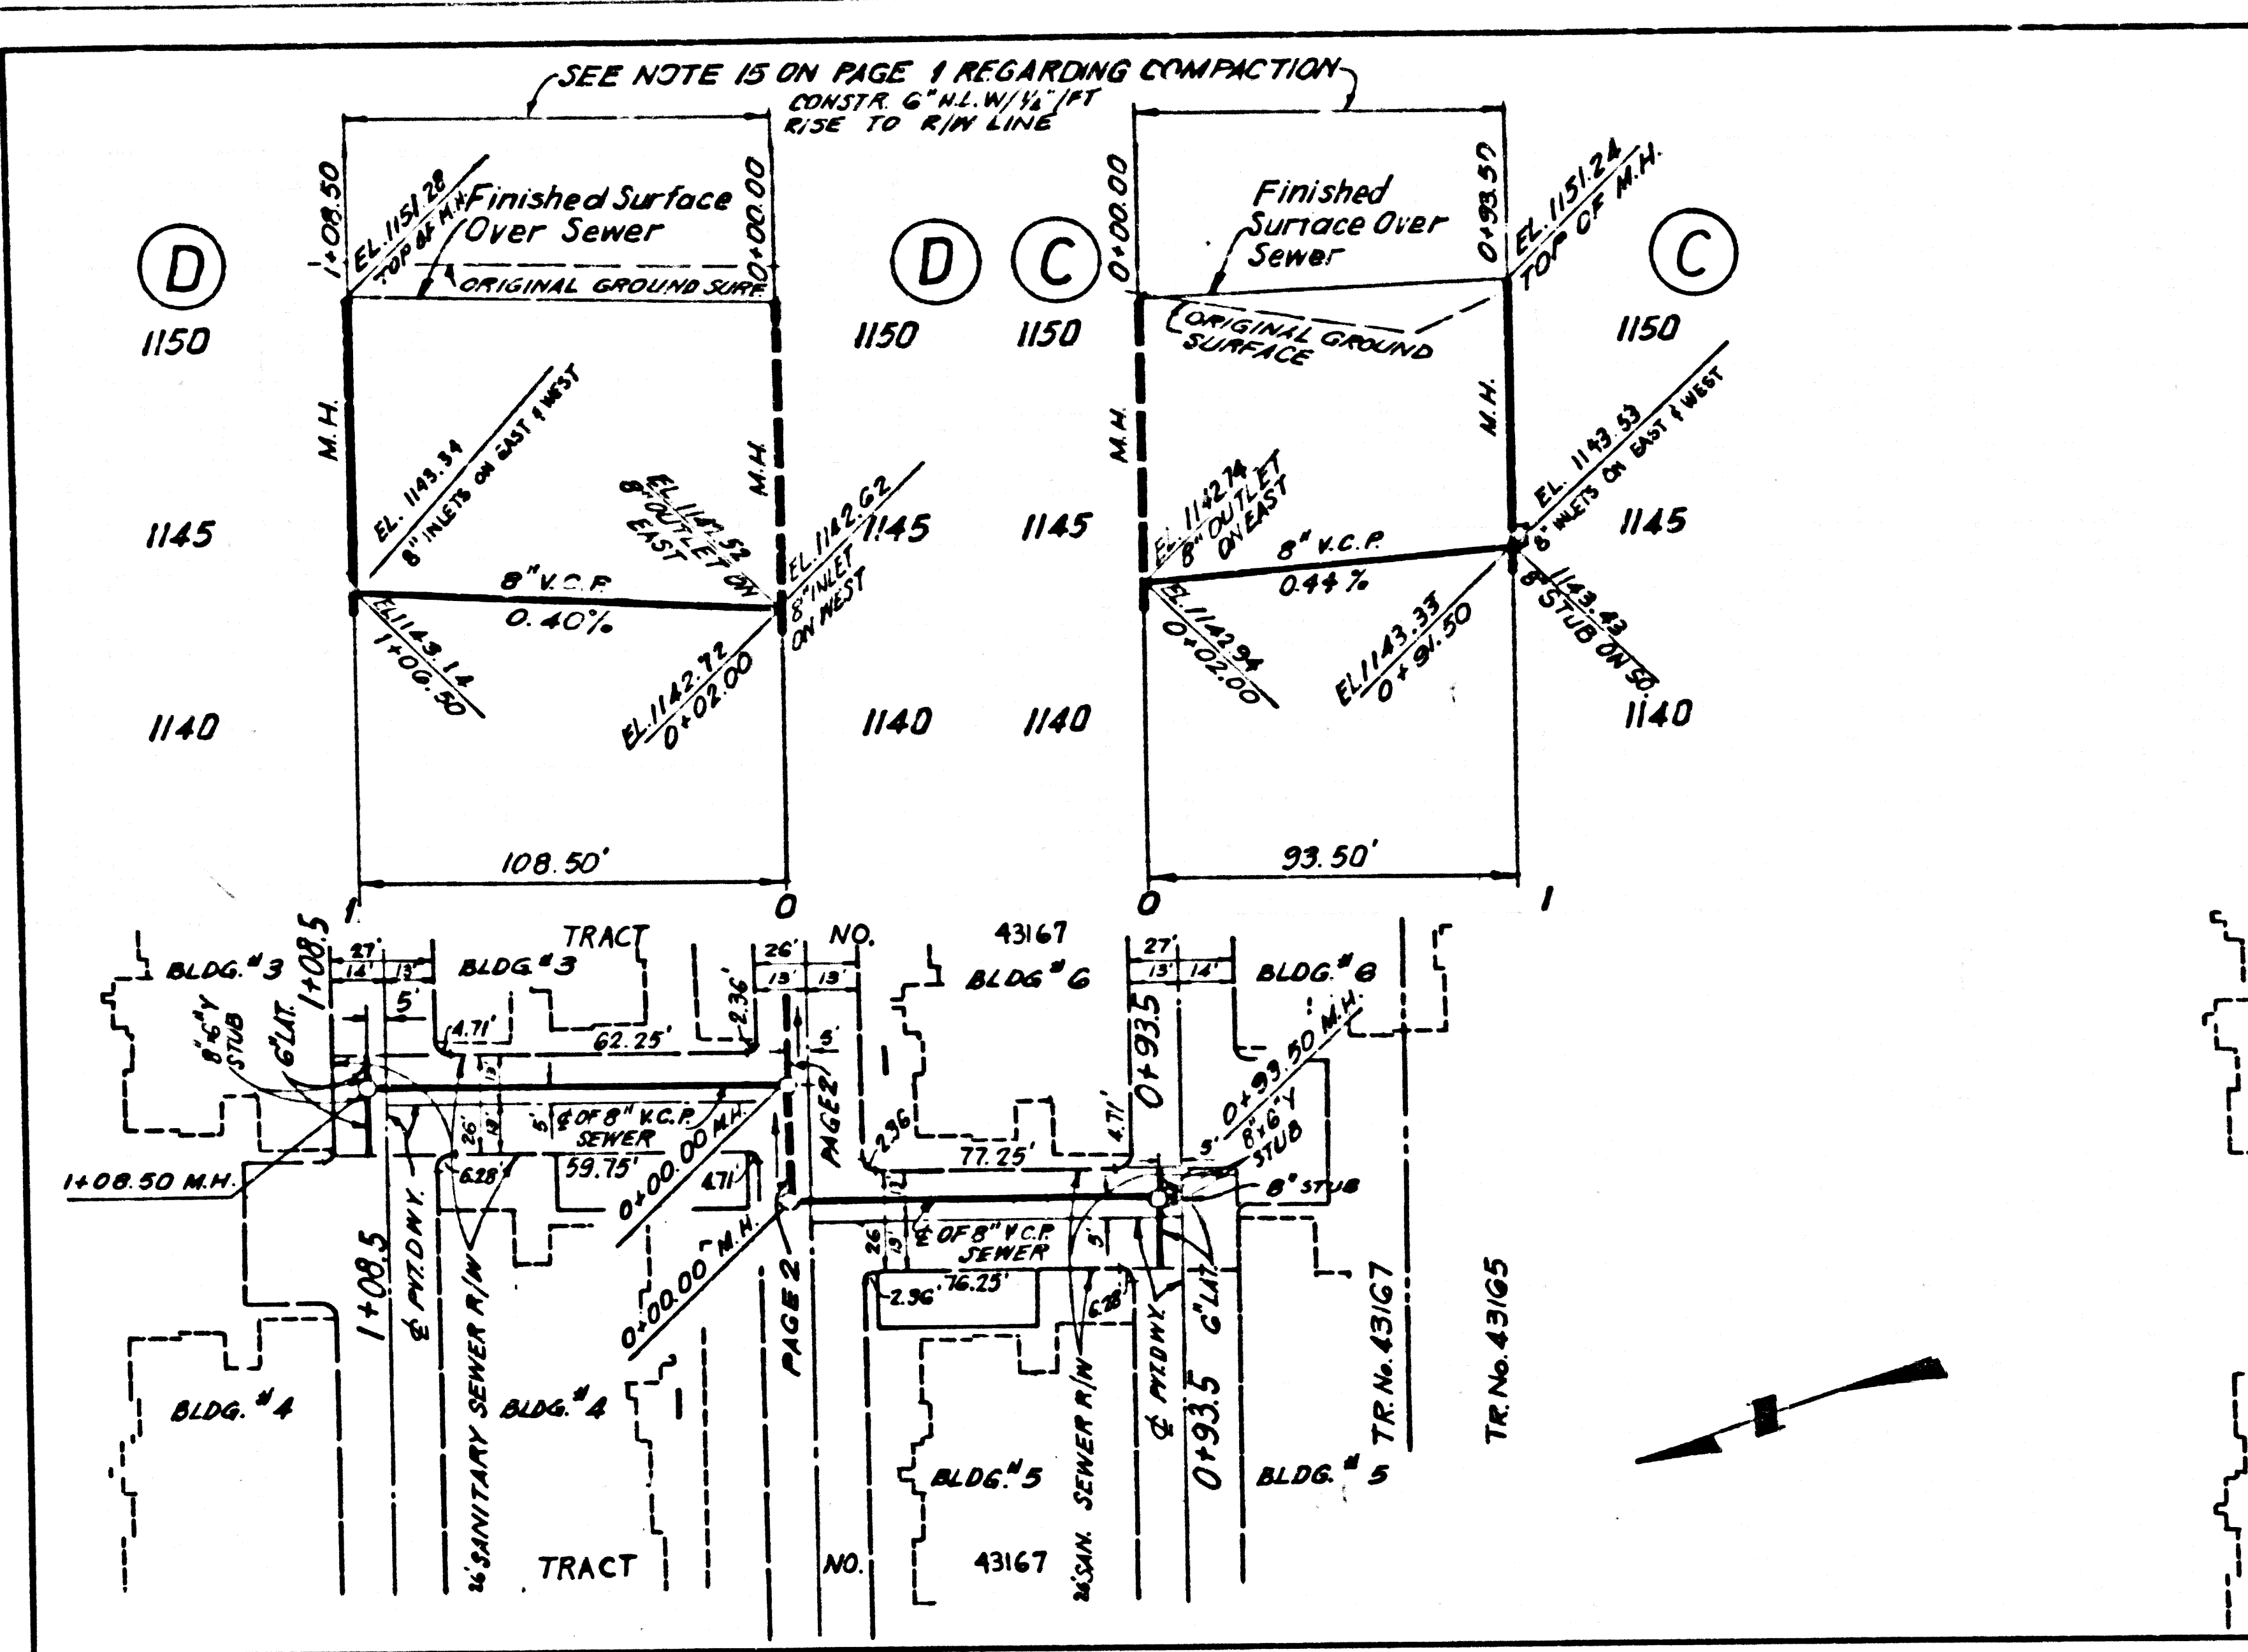 SEE NOTE 15 ON PAGE 1 REGARDING COMPACTION
CONSTR. 6" H.L. W/ 1/4"/FT
RISE TO R/W LINE
1+08.50
EL. 1151.28
TOP OF M.H.
Finished Surface
Over Sewer
0+00.00
ORIGINAL GROUND SURF.
D
1150
1145
1140
M.H.
EL. 1143.34
8" INLETS ON EAST & WEST
M.H.
EL. 1142.52
8" OUTLET ON
EAST
EL. 1142.62
8" INLET
ON WEST
8" V.C.P.
0.40%
EL 1143.14
1+06.50
EL. 1142.72
0+02.00
108.50'
1
0
D
1150
1145
1140
C
1150
1145
1140
0+00.00
Finished
Surface Over
Sewer
0+93.50
EL. 1151.24
TOP OF M.H.
ORIGINAL GROUND
SURFACE
M.H.
M.H.
EL. 1142.74
8" OUTLET
ON EAST
8" V.C.P.
0.44%
EL. 1142.94
0+02.00
EL. 1143.33
0+91.50
EL. 1143.53
8" INLETS ON EAST & WEST
1143.43
8" STUB ON SO.
93.50'
0
1
C
1150
1145
1140
TRACT NO. 43167
BLDG. #3
1+08.5
27'
14' 13'
5'
BLDG. #3
26'
13' 13'
2.36'
BLDG #6
27'
13' 14'
BLDG. #6
8"x6"Y
STUB
6" LAT.
4.71'
62.25'
5'
PAGE 2
0+93.5
0+93.50 M.H.
8"x6"Y
STUB
1+08.50 M.H.
13'
26'
13'
5'
℄ OF 8" V.C.P.
SEWER
6.28'
59.75'
4.71'
0+00.00 M.H.
0+00.00 M.H.
2.36
77.25'
4.71'
5'
8" STUB
13'
26
13'
℄ OF 8" V.C.P.
SEWER
5'
2.36'
76.25'
6.28'
1+08.5
℄ PVT. DWY.
26' SANITARY SEWER R/W
PAGE 2
26' SAN. SEWER R/W
℄ PVT. DWY.
0+93.5
6" LAT.
TR. No. 43167
TR. No. 43165
BLDG. #4
BLDG. #4
BLDG. #5
BLDG. #5
TRACT NO. 43167